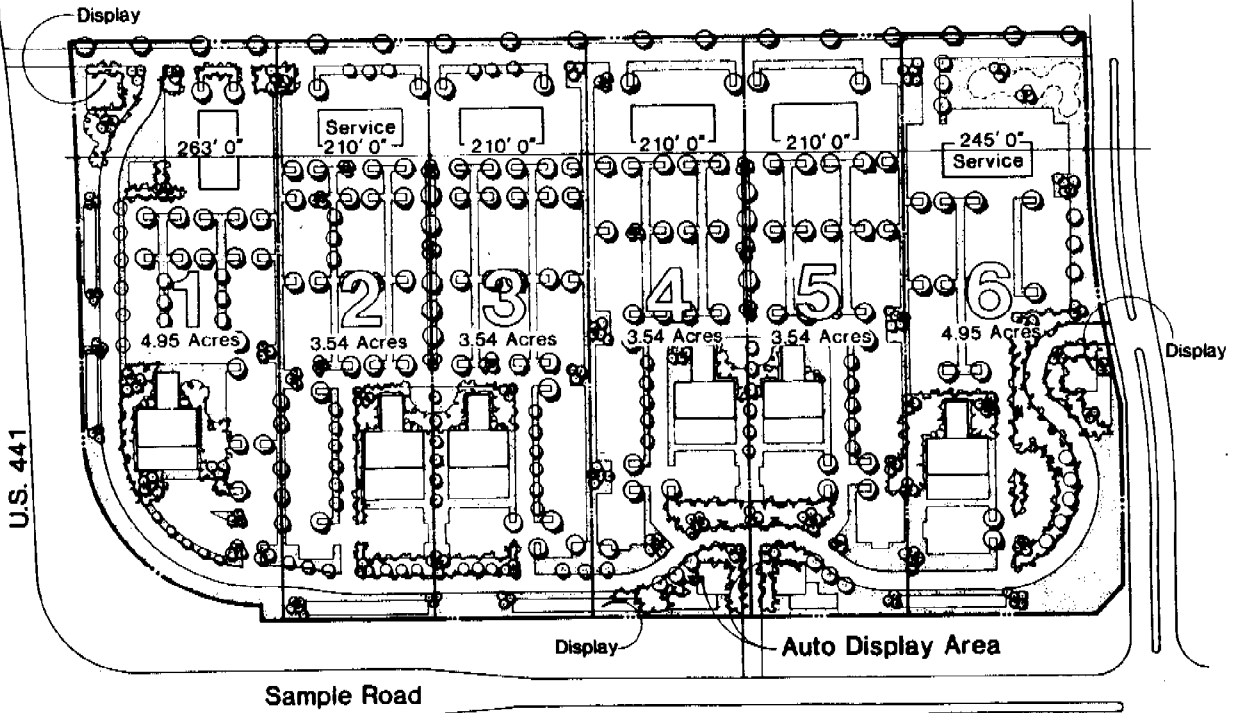 Display
Service
263' 0"
210' 0"
210' 0"
210' 0"
210' 0"
245' 0"
Service
1
2
3
4
5
6
4.95 Acres
3.54 Acres
3.54 Acres
3.54 Acres
3.54 Acres
4.95 Acres
Display
U.S. 441
Display
Auto Display Area
Sample Road